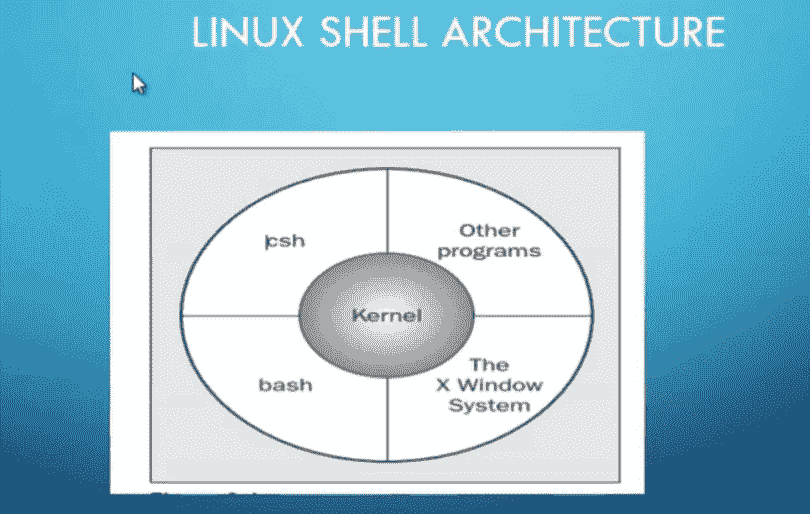 LINUX SHELL ARCHITECTURE
csh
Other
programs
Kernel
bash
The
X Window
System